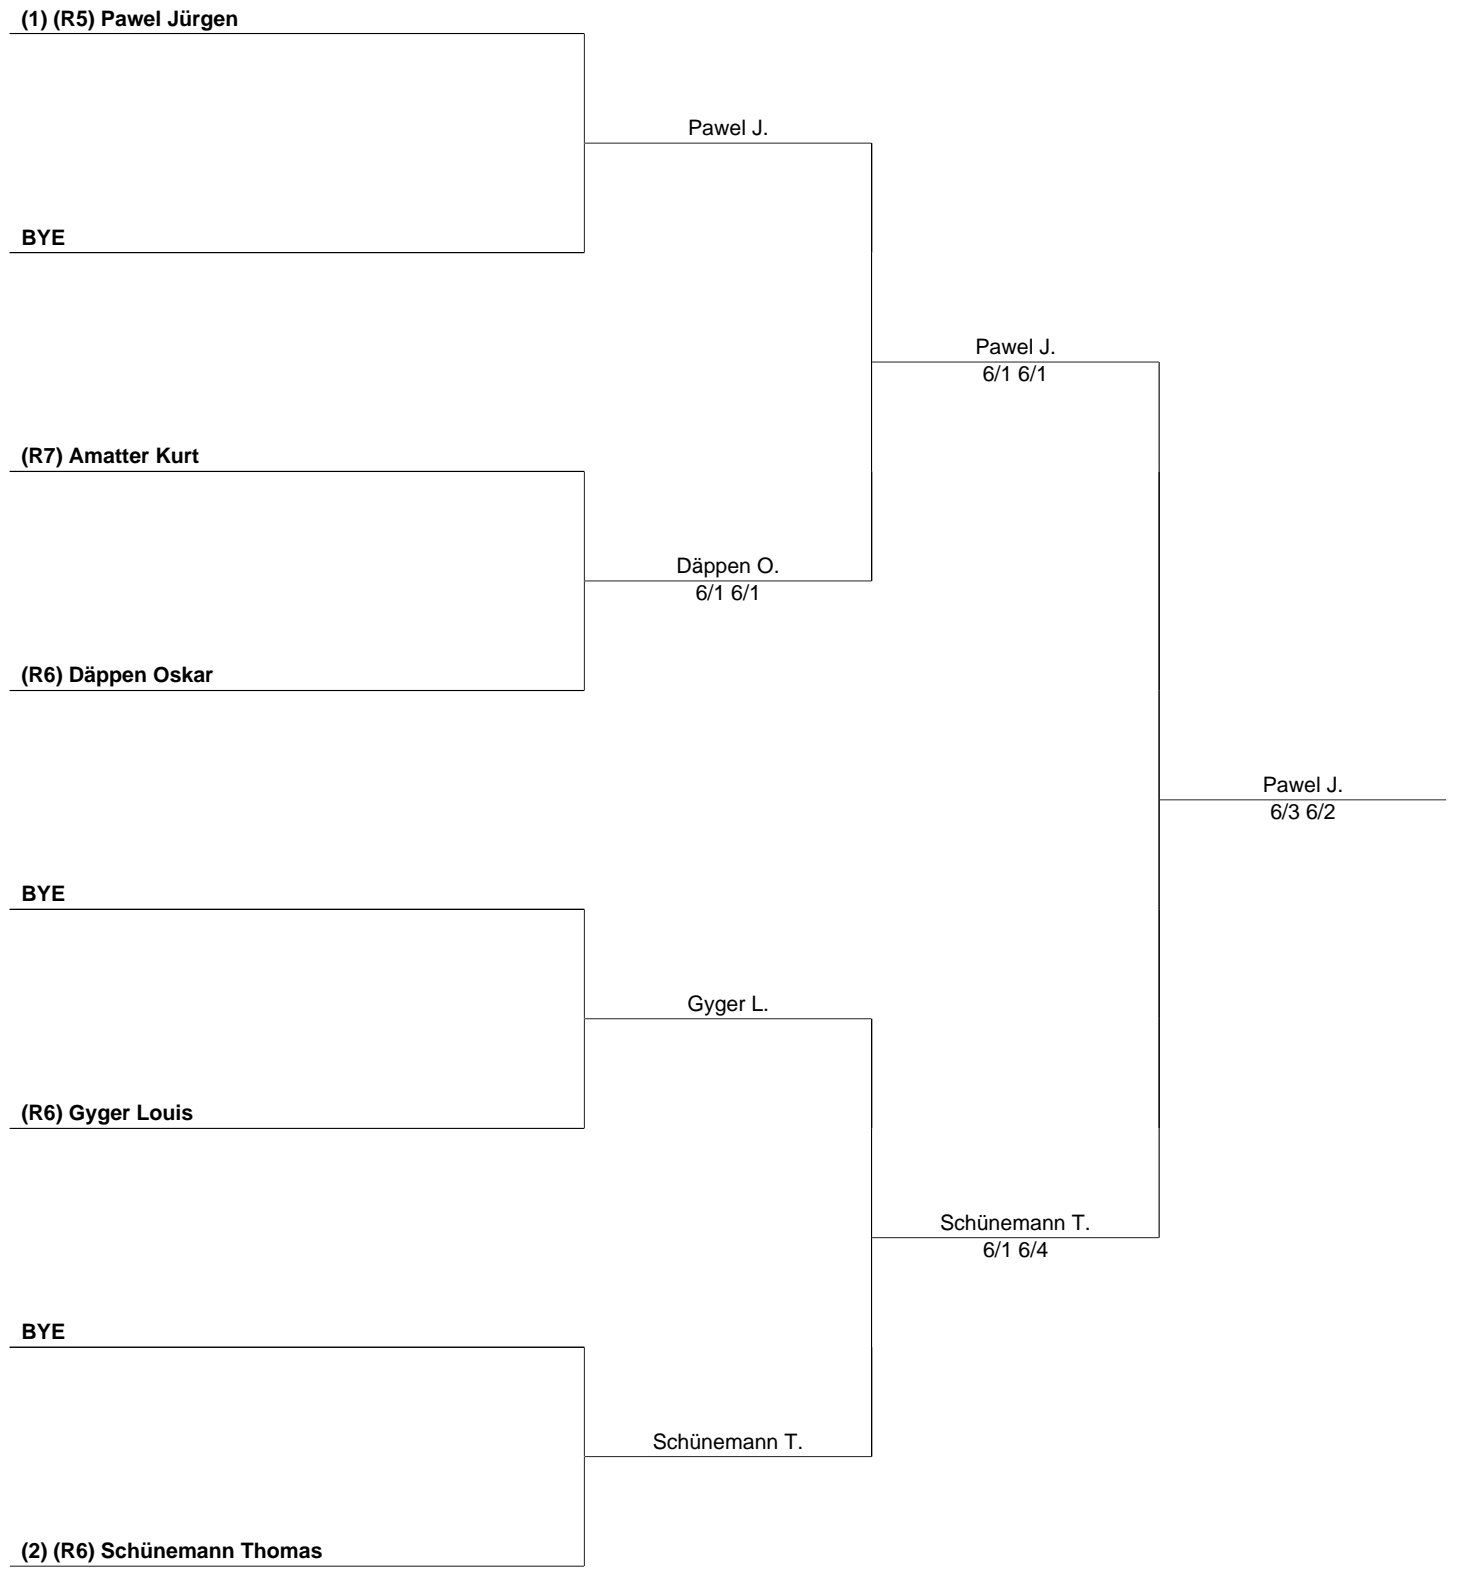 (1) (R5) Pawel Jürgen
Pawel J.
BYE
Pawel J.
6/1 6/1
(R7) Amatter Kurt
Däppen O.
6/1 6/1
(R6) Däppen Oskar
Pawel J.
6/3 6/2
BYE
Gyger L.
(R6) Gyger Louis
Schünemann T.
6/1 6/4
BYE
Schünemann T.
(2) (R6) Schünemann Thomas